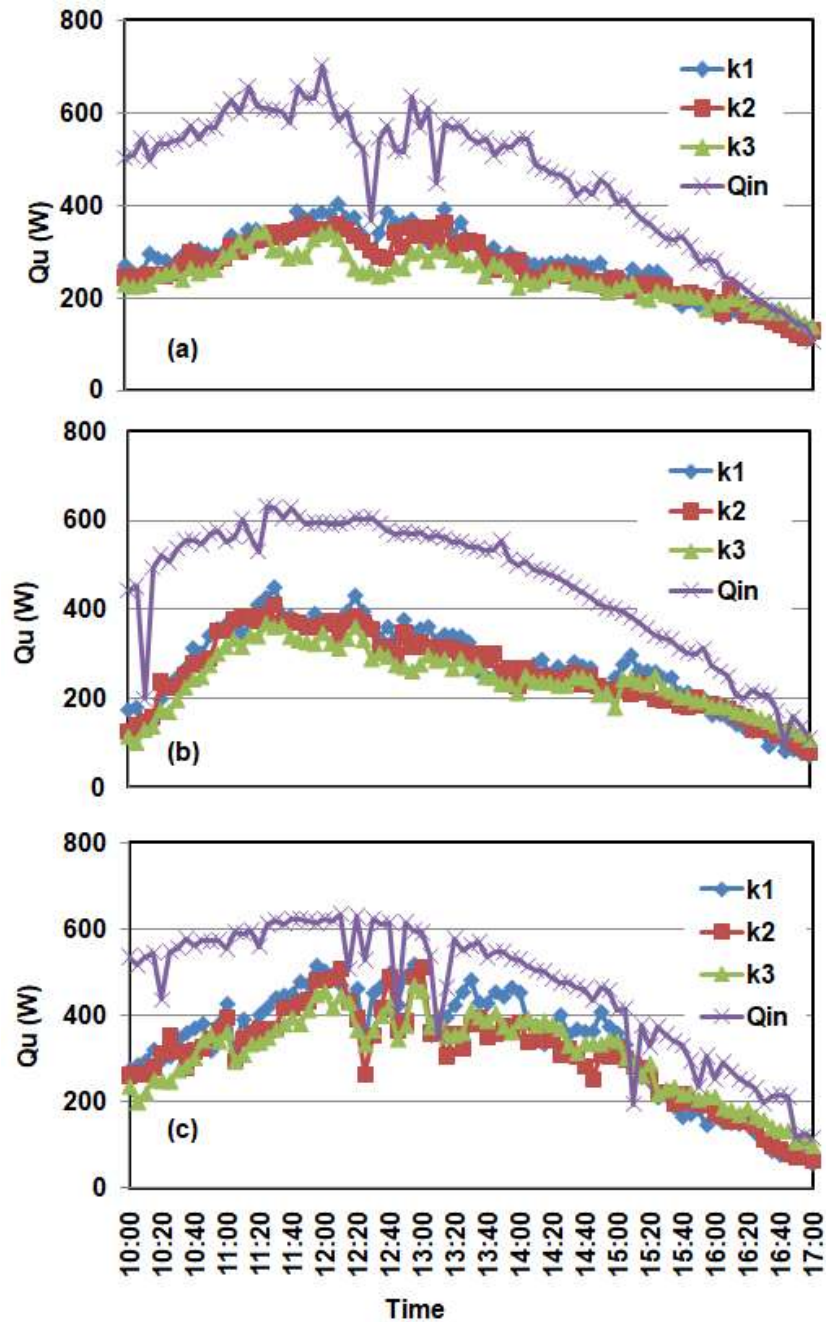 800
600
400
200
0
Qu (W)
k1
k2
k3
Qin
(a)
800
600
400
200
0
Qu (W)
k1
k2
k3
Qin
(b)
800
600
400
200
0
Qu (W)
k1
k2
k3
Qin
(c)
10:00
10:20
10:40
11:00
11:20
11:40
12:00
12:20
12:40
13:00
13:20
13:40
14:00
14:20
14:40
15:00
15:20
15:40
16:00
16:20
16:40
17:00
Time